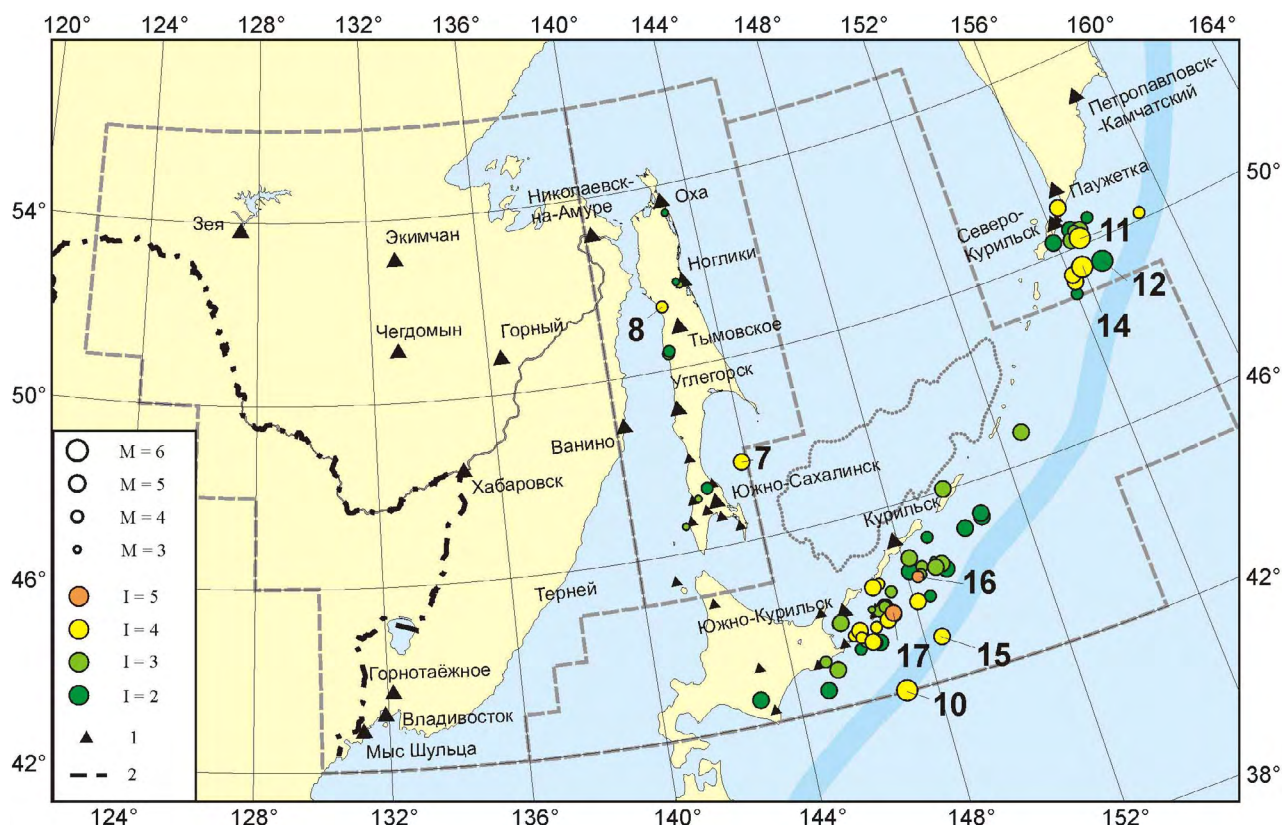 120° 128° 132° 136° 140° 144° 148° 152° 156° 160° 164°
Петропавловск-
-Камчатский
50°
Паужетка
Северо-
Курильск
11
12
14
54°
Зея
Экимчан
Николаевск-
на-Амуре
Оха
Ноглики
8
Чегдомын
Горный
Тымовское
Углегорск
46°
50°
Ванино
7
Хабаровск
Южно-Сахалинск
Курильск
M = 6
M = 5
M = 4
M = 3
I = 5
I = 4
I = 3
I = 2
1
2
46°
Терней
16
42°
Южно-Курильск
15
17
10
Горнотаёжное
Владивосток
Мыс Шульца
42°
38°
124° 128° 132° 136° 140° 144° 148° 152°